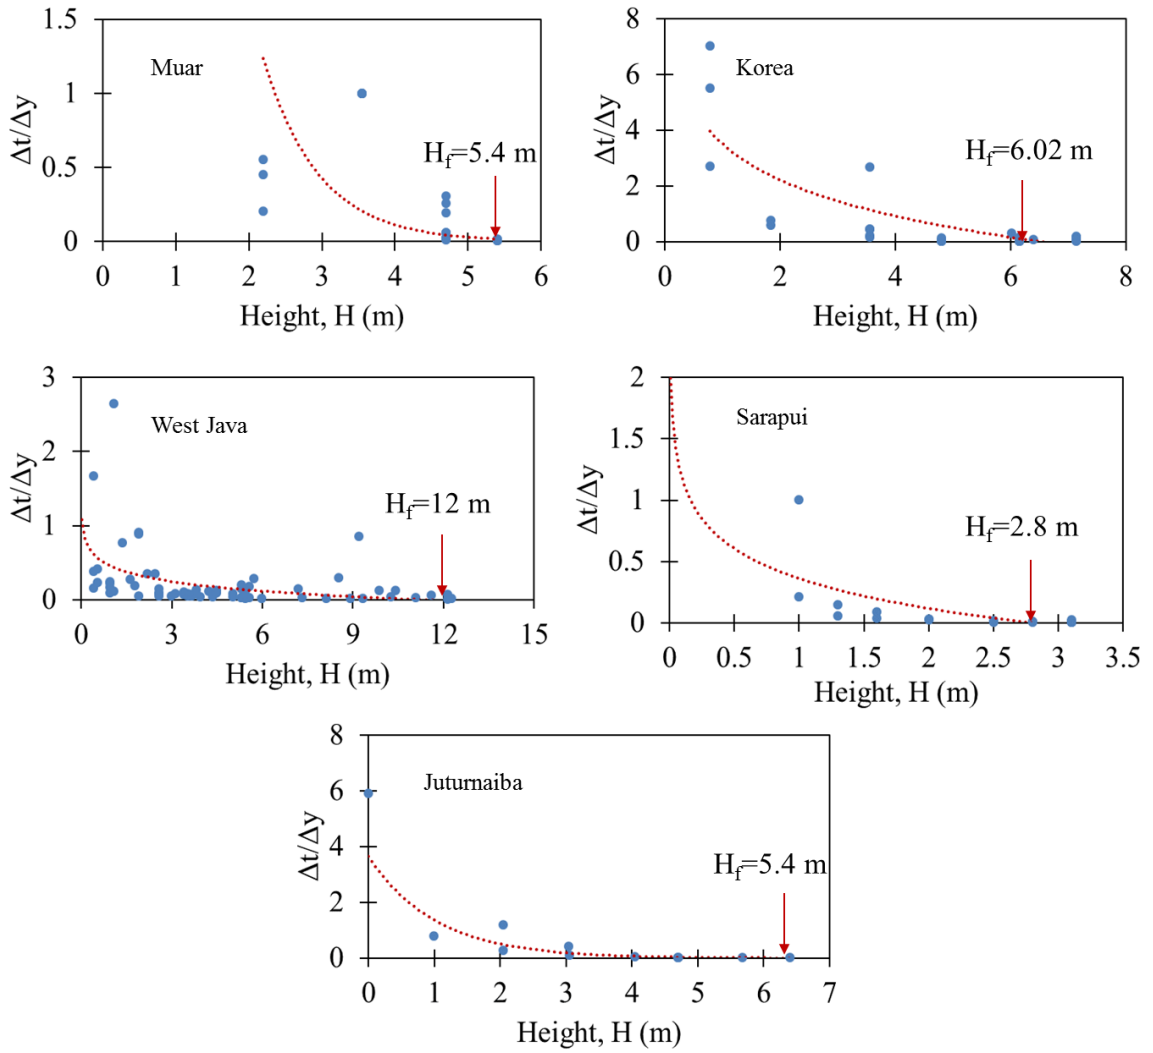 Muar
Δt/Δy
1.5
1
0.5
0
H_f=5.4 m
0 1 2 3 4 5 6
Height, H (m)
Korea
Δt/Δy
8
6
4
2
0
H_f=6.02 m
0 2 4 6 8
Height, H (m)
West Java
Δt/Δy
3
2
1
0
H_f=12 m
0 3 6 9 12 15
Height, H (m)
Sarapui
Δt/Δy
2
1.5
1
0.5
0
H_f=2.8 m
0 0.5 1 1.5 2 2.5 3 3.5
Height, H (m)
Juturnaiba
Δt/Δy
8
6
4
2
0
H_f=5.4 m
0 1 2 3 4 5 6 7
Height, H (m)